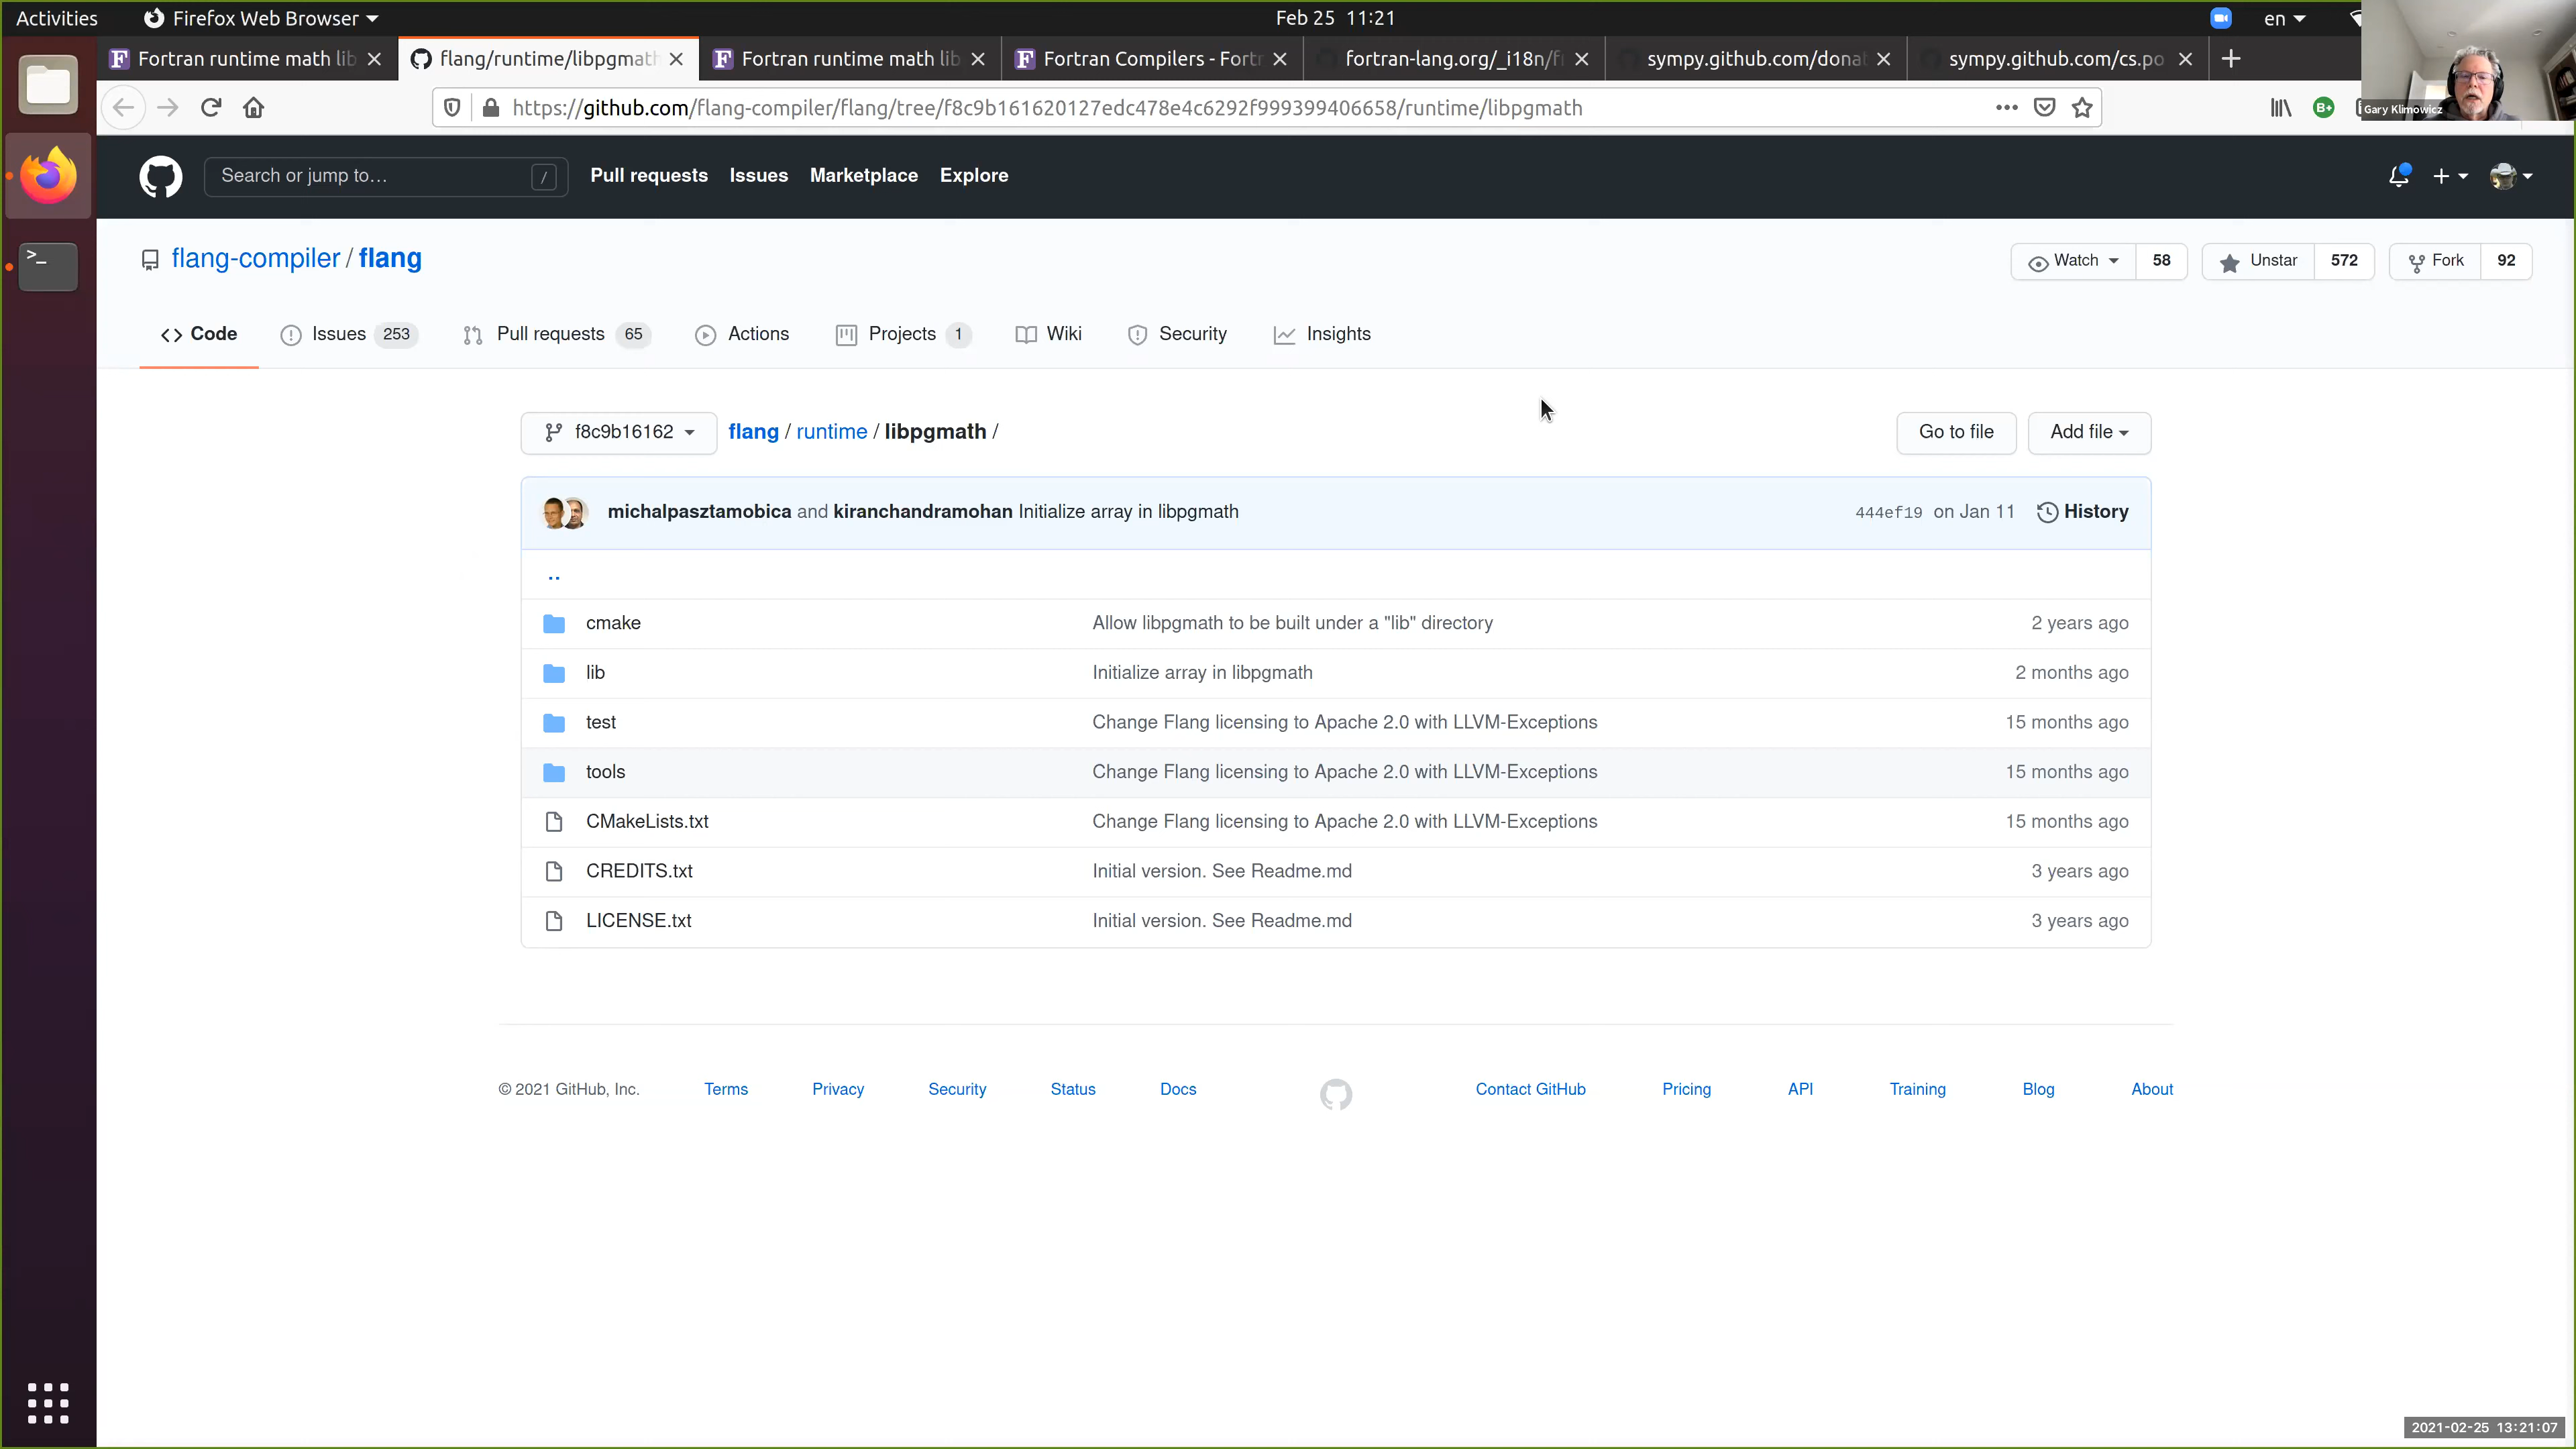 Activities Firefox Web Browser Feb 25 11:21 en
Fortran runtime math lib flang/runtime/libpgmath Fortran runtime math lib Fortran Compilers - Fortr fortran-lang.org/_i18n/f sympy.github.com/donat sympy.github.com/cs.po
https://github.com/flang-compiler/flang/tree/f8c9b161620127edc478e4c6292f999399406658/runtime/libpgmath B+
Gary Klimowicz
Search or jump to… / Pull requests Issues Marketplace Explore
flang-compiler / flang Watch 58 Unstar 572 Fork 92
Code Issues 253 Pull requests 65 Actions Projects 1 Wiki Security Insights
f8c9b16162 flang / runtime / libpgmath / Go to file Add file
michalpasztamobica and kiranchandramohan Initialize array in libpgmath 444ef19 on Jan 11 History
..
cmake Allow libpgmath to be built under a "lib" directory 2 years ago
lib Initialize array in libpgmath 2 months ago
test Change Flang licensing to Apache 2.0 with LLVM-Exceptions 15 months ago
tools Change Flang licensing to Apache 2.0 with LLVM-Exceptions 15 months ago
CMakeLists.txt Change Flang licensing to Apache 2.0 with LLVM-Exceptions 15 months ago
CREDITS.txt Initial version. See Readme.md 3 years ago
LICENSE.txt Initial version. See Readme.md 3 years ago
© 2021 GitHub, Inc. Terms Privacy Security Status Docs Contact GitHub Pricing API Training Blog About
2021-02-25 13:21:07